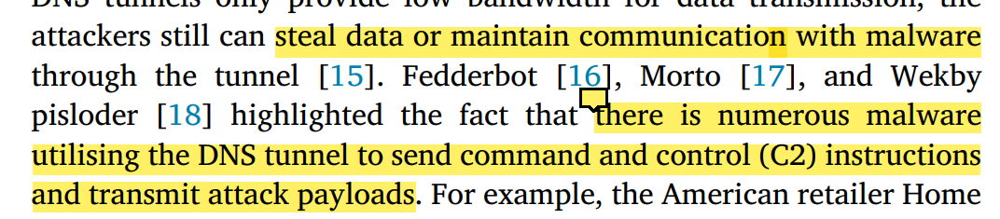 DNS tunnels only provide low bandwidth for data transmission, the
attackers still can steal data or maintain communication with malware
through the tunnel [15]. Fedderbot [16], Morto [17], and Wekby
pisloder [18] highlighted the fact that there is numerous malware
utilising the DNS tunnel to send command and control (C2) instructions
and transmit attack payloads. For example, the American retailer Home